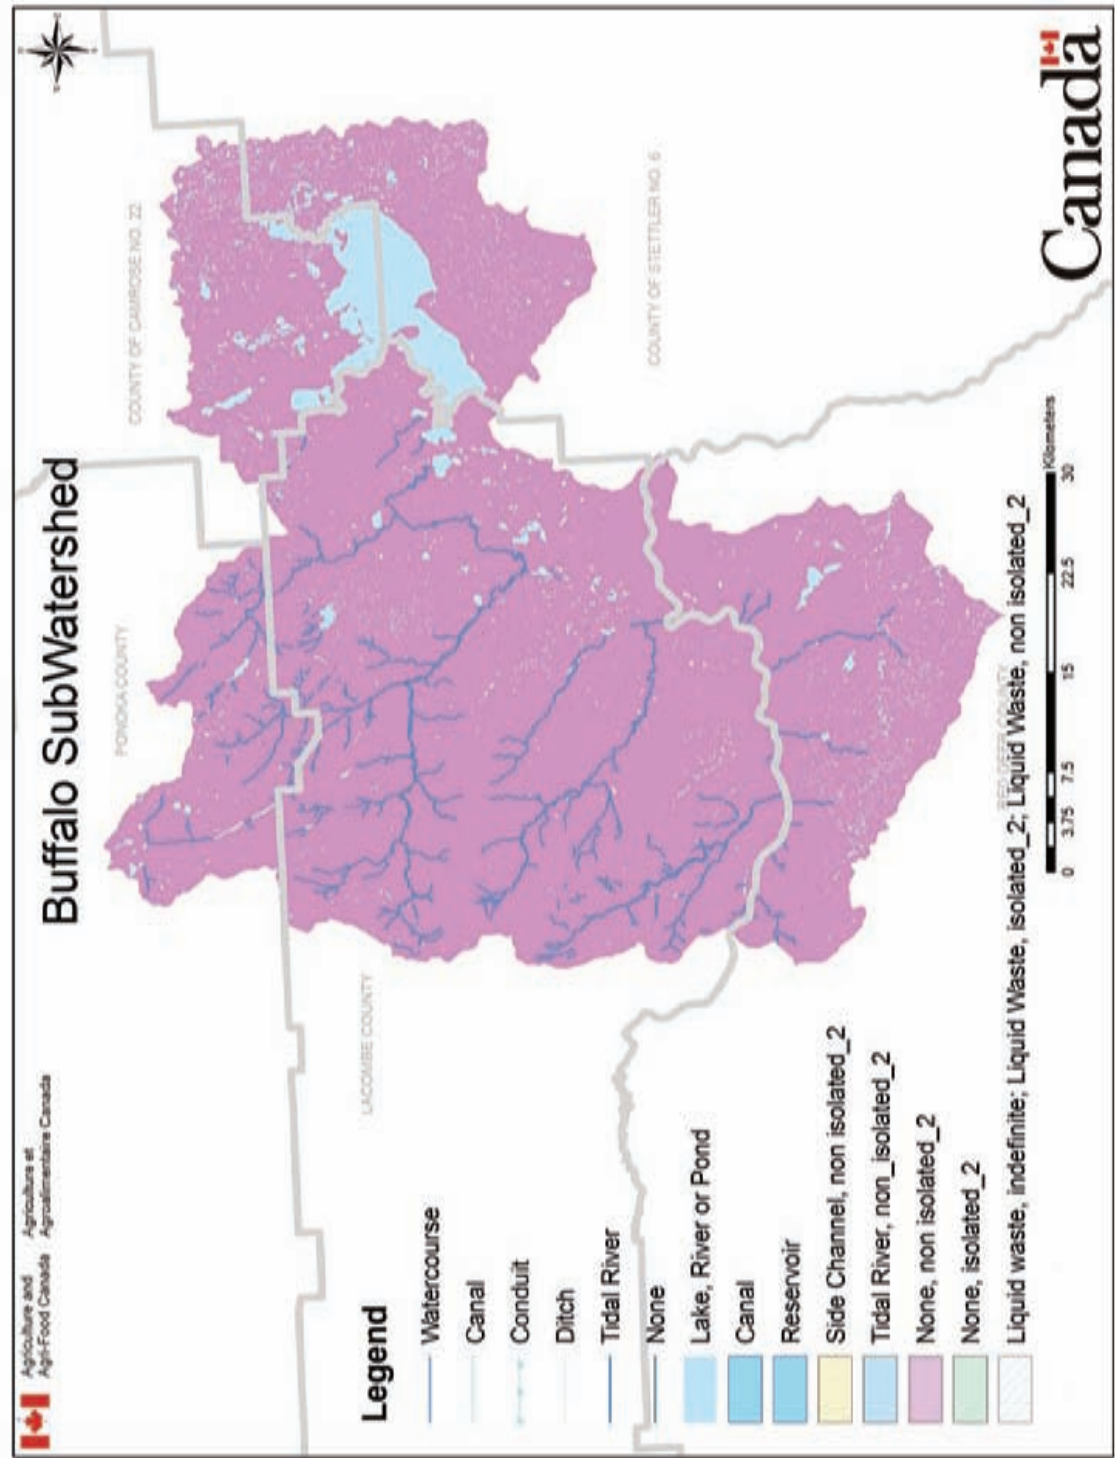 Agriculture and
Agri-Food Canada
Agriculture et
Agroalimentaire Canada
Buffalo SubWatershed
PONOKA COUNTY
COUNTY OF CAMROSE NO. 22
LACOMBE COUNTY
COUNTY OF STETTLER NO. 6
RED DEER COUNTY
Legend
Watercourse
Canal
Conduit
Ditch
Tidal River
None
Lake, River or Pond
Canal
Reservoir
Side Channel, non isolated_2
Tidal River, non_isolated_2
None, non isolated_2
None, isolated_2
Liquid waste, indefinite; Liquid Waste, isolated_2; Liquid Waste, non isolated_2
0 3.75 7.5 15 22.5 30
Kilometers
Canada